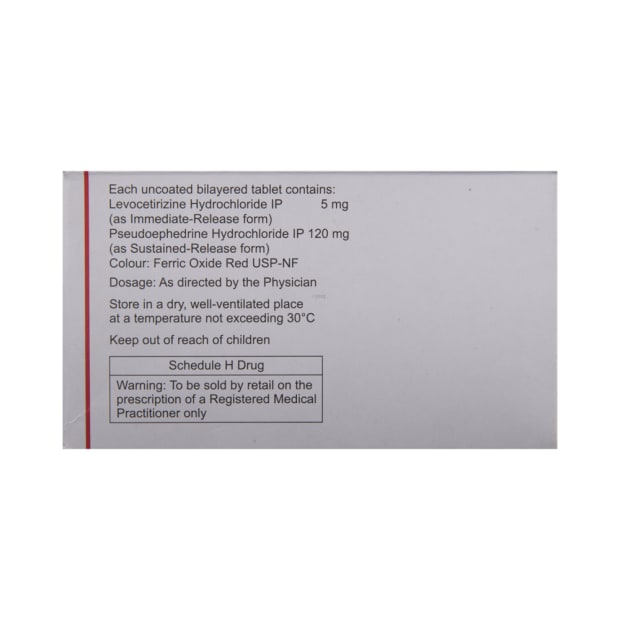 Each uncoated bilayered tablet contains:
Levocetirizine Hydrochloride IP 5 mg
(as Immediate-Release form)
Pseudoephedrine Hydrochloride IP 120 mg
(as Sustained-Release form)
Colour: Ferric Oxide Red USP-NF
Dosage: As directed by the Physician
Store in a dry, well-ventilated place
at a temperature not exceeding 30°C
Keep out of reach of children
Schedule H Drug
Warning: To be sold by retail on the
prescription of a Registered Medical
Practitioner only